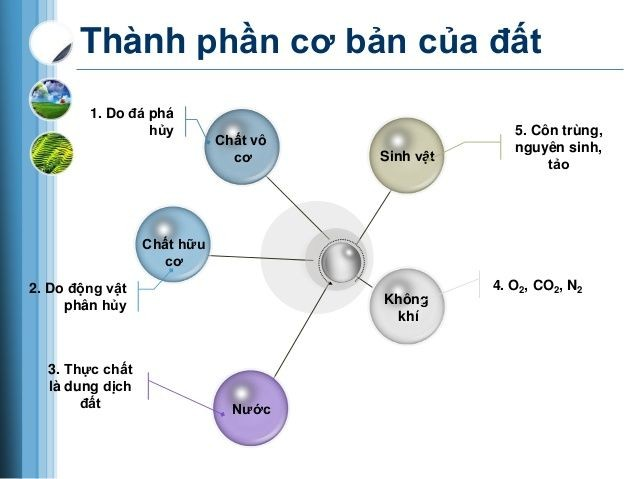 Thành phần cơ bản của đất
1. Do đá phá
hủy
Chất vô
cơ
Sinh vật
5. Côn trùng,
nguyên sinh,
tảo
Chất hữu
cơ
2. Do động vật
phân hủy
Không
khí
4. O₂, CO₂, N₂
3. Thực chất
là dung dịch
đất
Nước